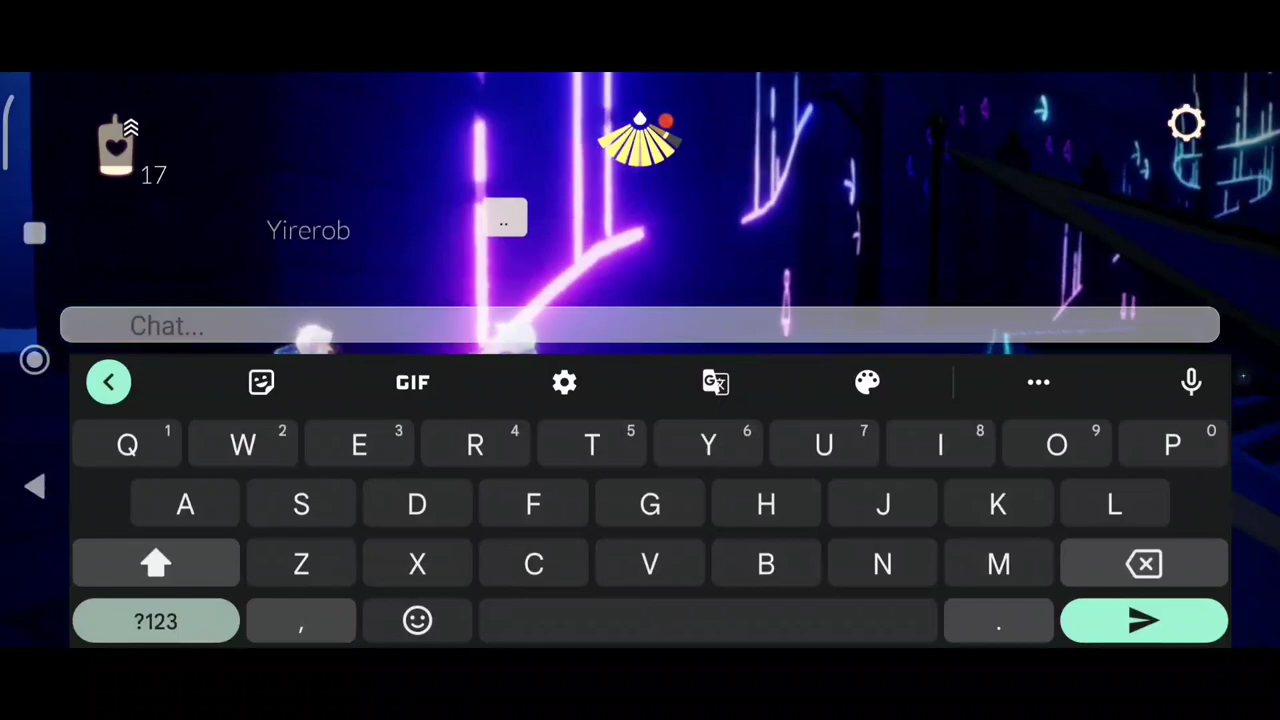 17
Yirerob
..
Chat...
GIF
Q 1 W 2 E 3 R 4 T 5 Y 6 U 7 I 8 O 9 P 0
A S D F G H J K L
Z X C V B N M
?123 , .